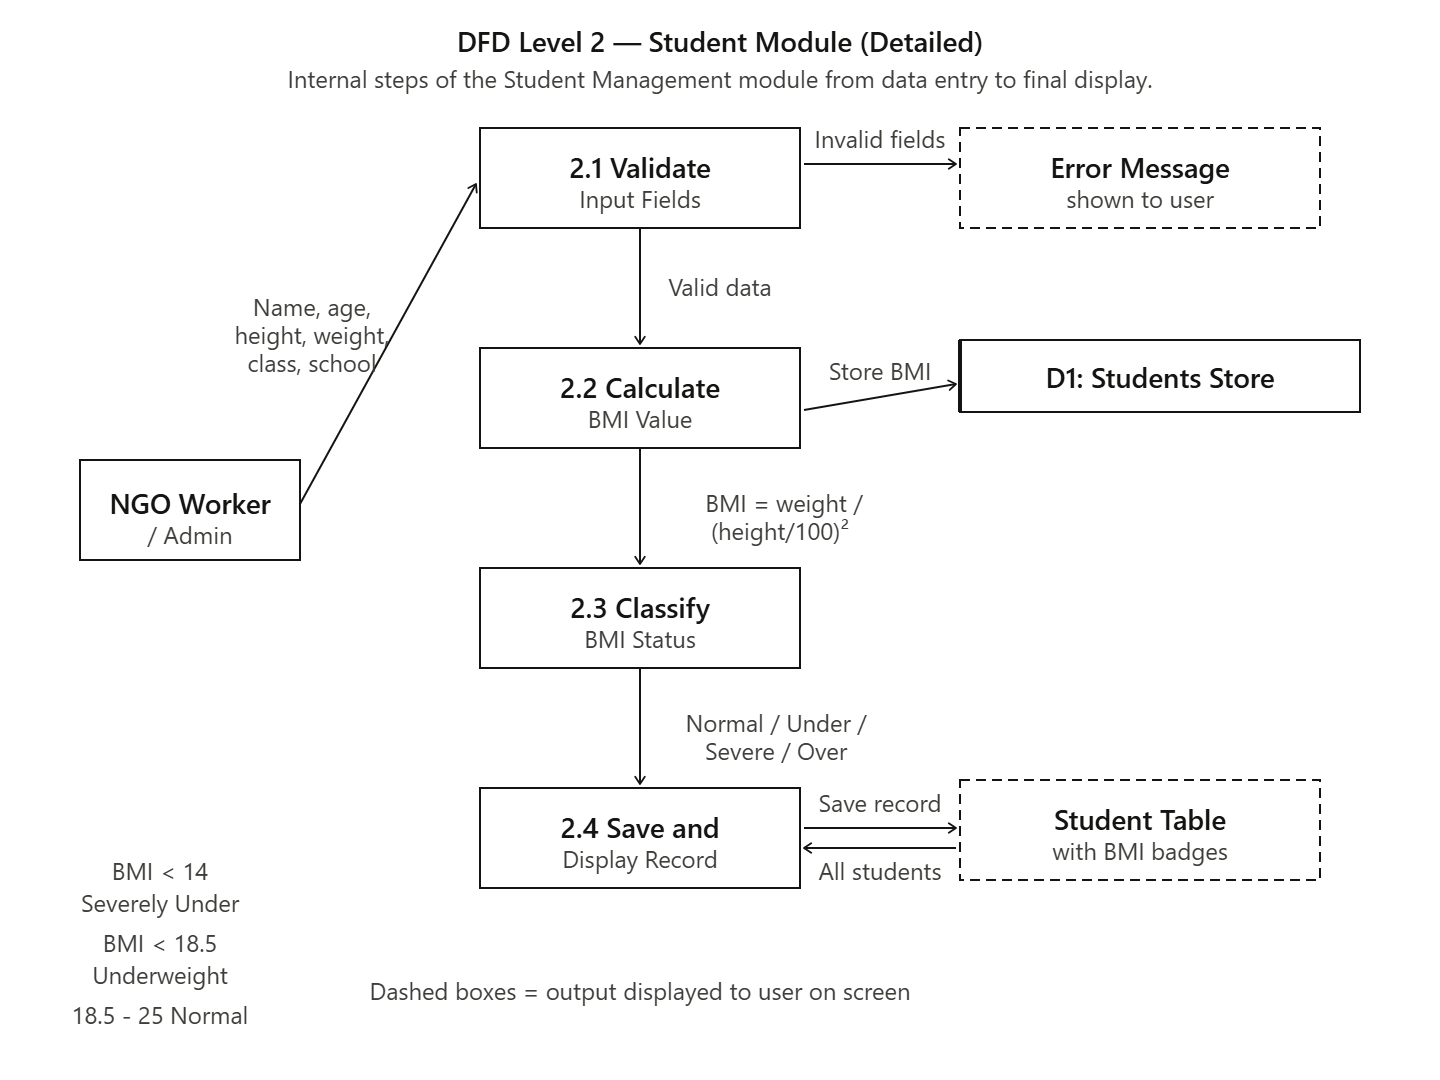 DFD Level 2 — Student Module (Detailed)
Internal steps of the Student Management module from data entry to final display.
2.1 Validate
Input Fields
Invalid fields
Error Message
shown to user
Valid data
Name, age,
height, weight,
class, school
2.2 Calculate
BMI Value
Store BMI
D1: Students Store
NGO Worker
/ Admin
BMI = weight /
(height/100)²
2.3 Classify
BMI Status
Normal / Under /
Severe / Over
2.4 Save and
Display Record
Save record
All students
Student Table
with BMI badges
BMI < 14
Severely Under
BMI < 18.5
Underweight
18.5 - 25 Normal
Dashed boxes = output displayed to user on screen